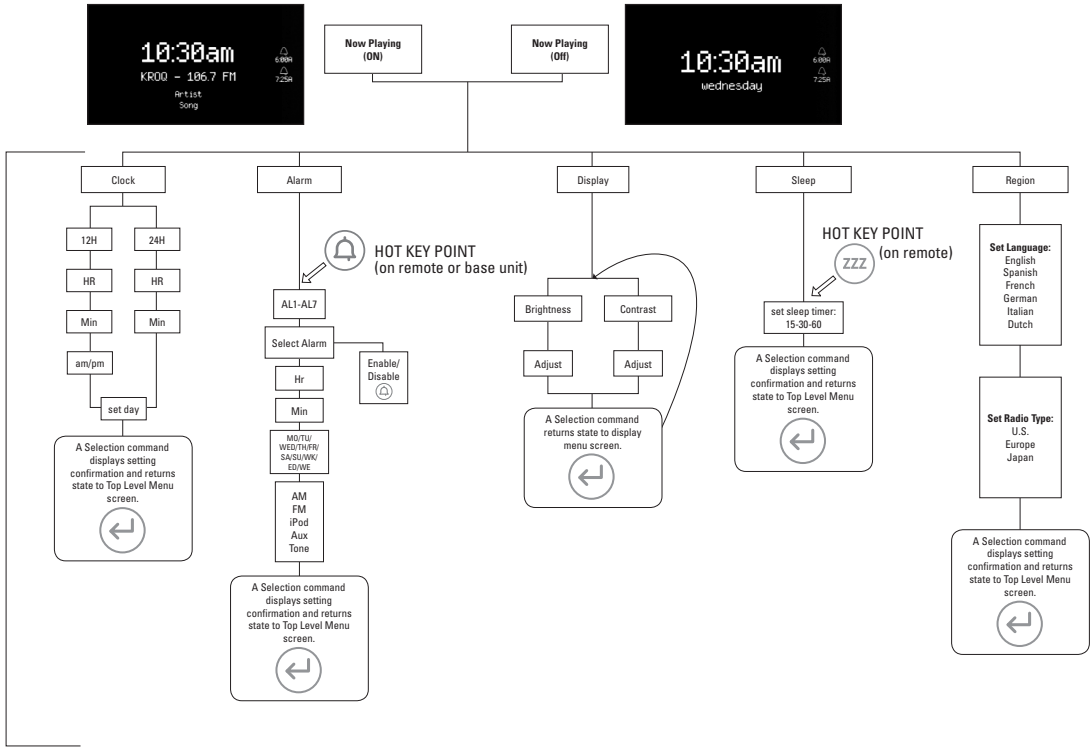 10:30am
KROQ – 106.7 FM
Artist
Song
6:00A
7:25A
Now Playing
(ON)
Now Playing
(Off)
10:30am
wednesday
6:00A
7:25A
Clock
12H
24H
HR
HR
Min
Min
am/pm
set day
A Selection command
displays setting
confirmation and returns
state to Top Level Menu
screen.
Alarm
HOT KEY POINT
(on remote or base unit)
AL1-AL7
Select Alarm
Enable/
Disable
Hr
Min
MO/TU/
WED/TH/FR/
SA/SU/WK/
ED/WE
AM
FM
iPod
Aux
Tone
A Selection command
displays setting
confirmation and returns
state to Top Level Menu
screen.
Display
Brightness
Contrast
Adjust
Adjust
A Selection command
returns state to display
menu screen.
Sleep
HOT KEY POINT
(on remote)
ZZZ
set sleep timer:
15-30-60
A Selection command
displays setting
confirmation and returns
state to Top Level Menu
screen.
Region
Set Language:
English
Spanish
French
German
Italian
Dutch
Set Radio Type:
U.S.
Europe
Japan
A Selection command
displays setting
confirmation and returns
state to Top Level Menu
screen.